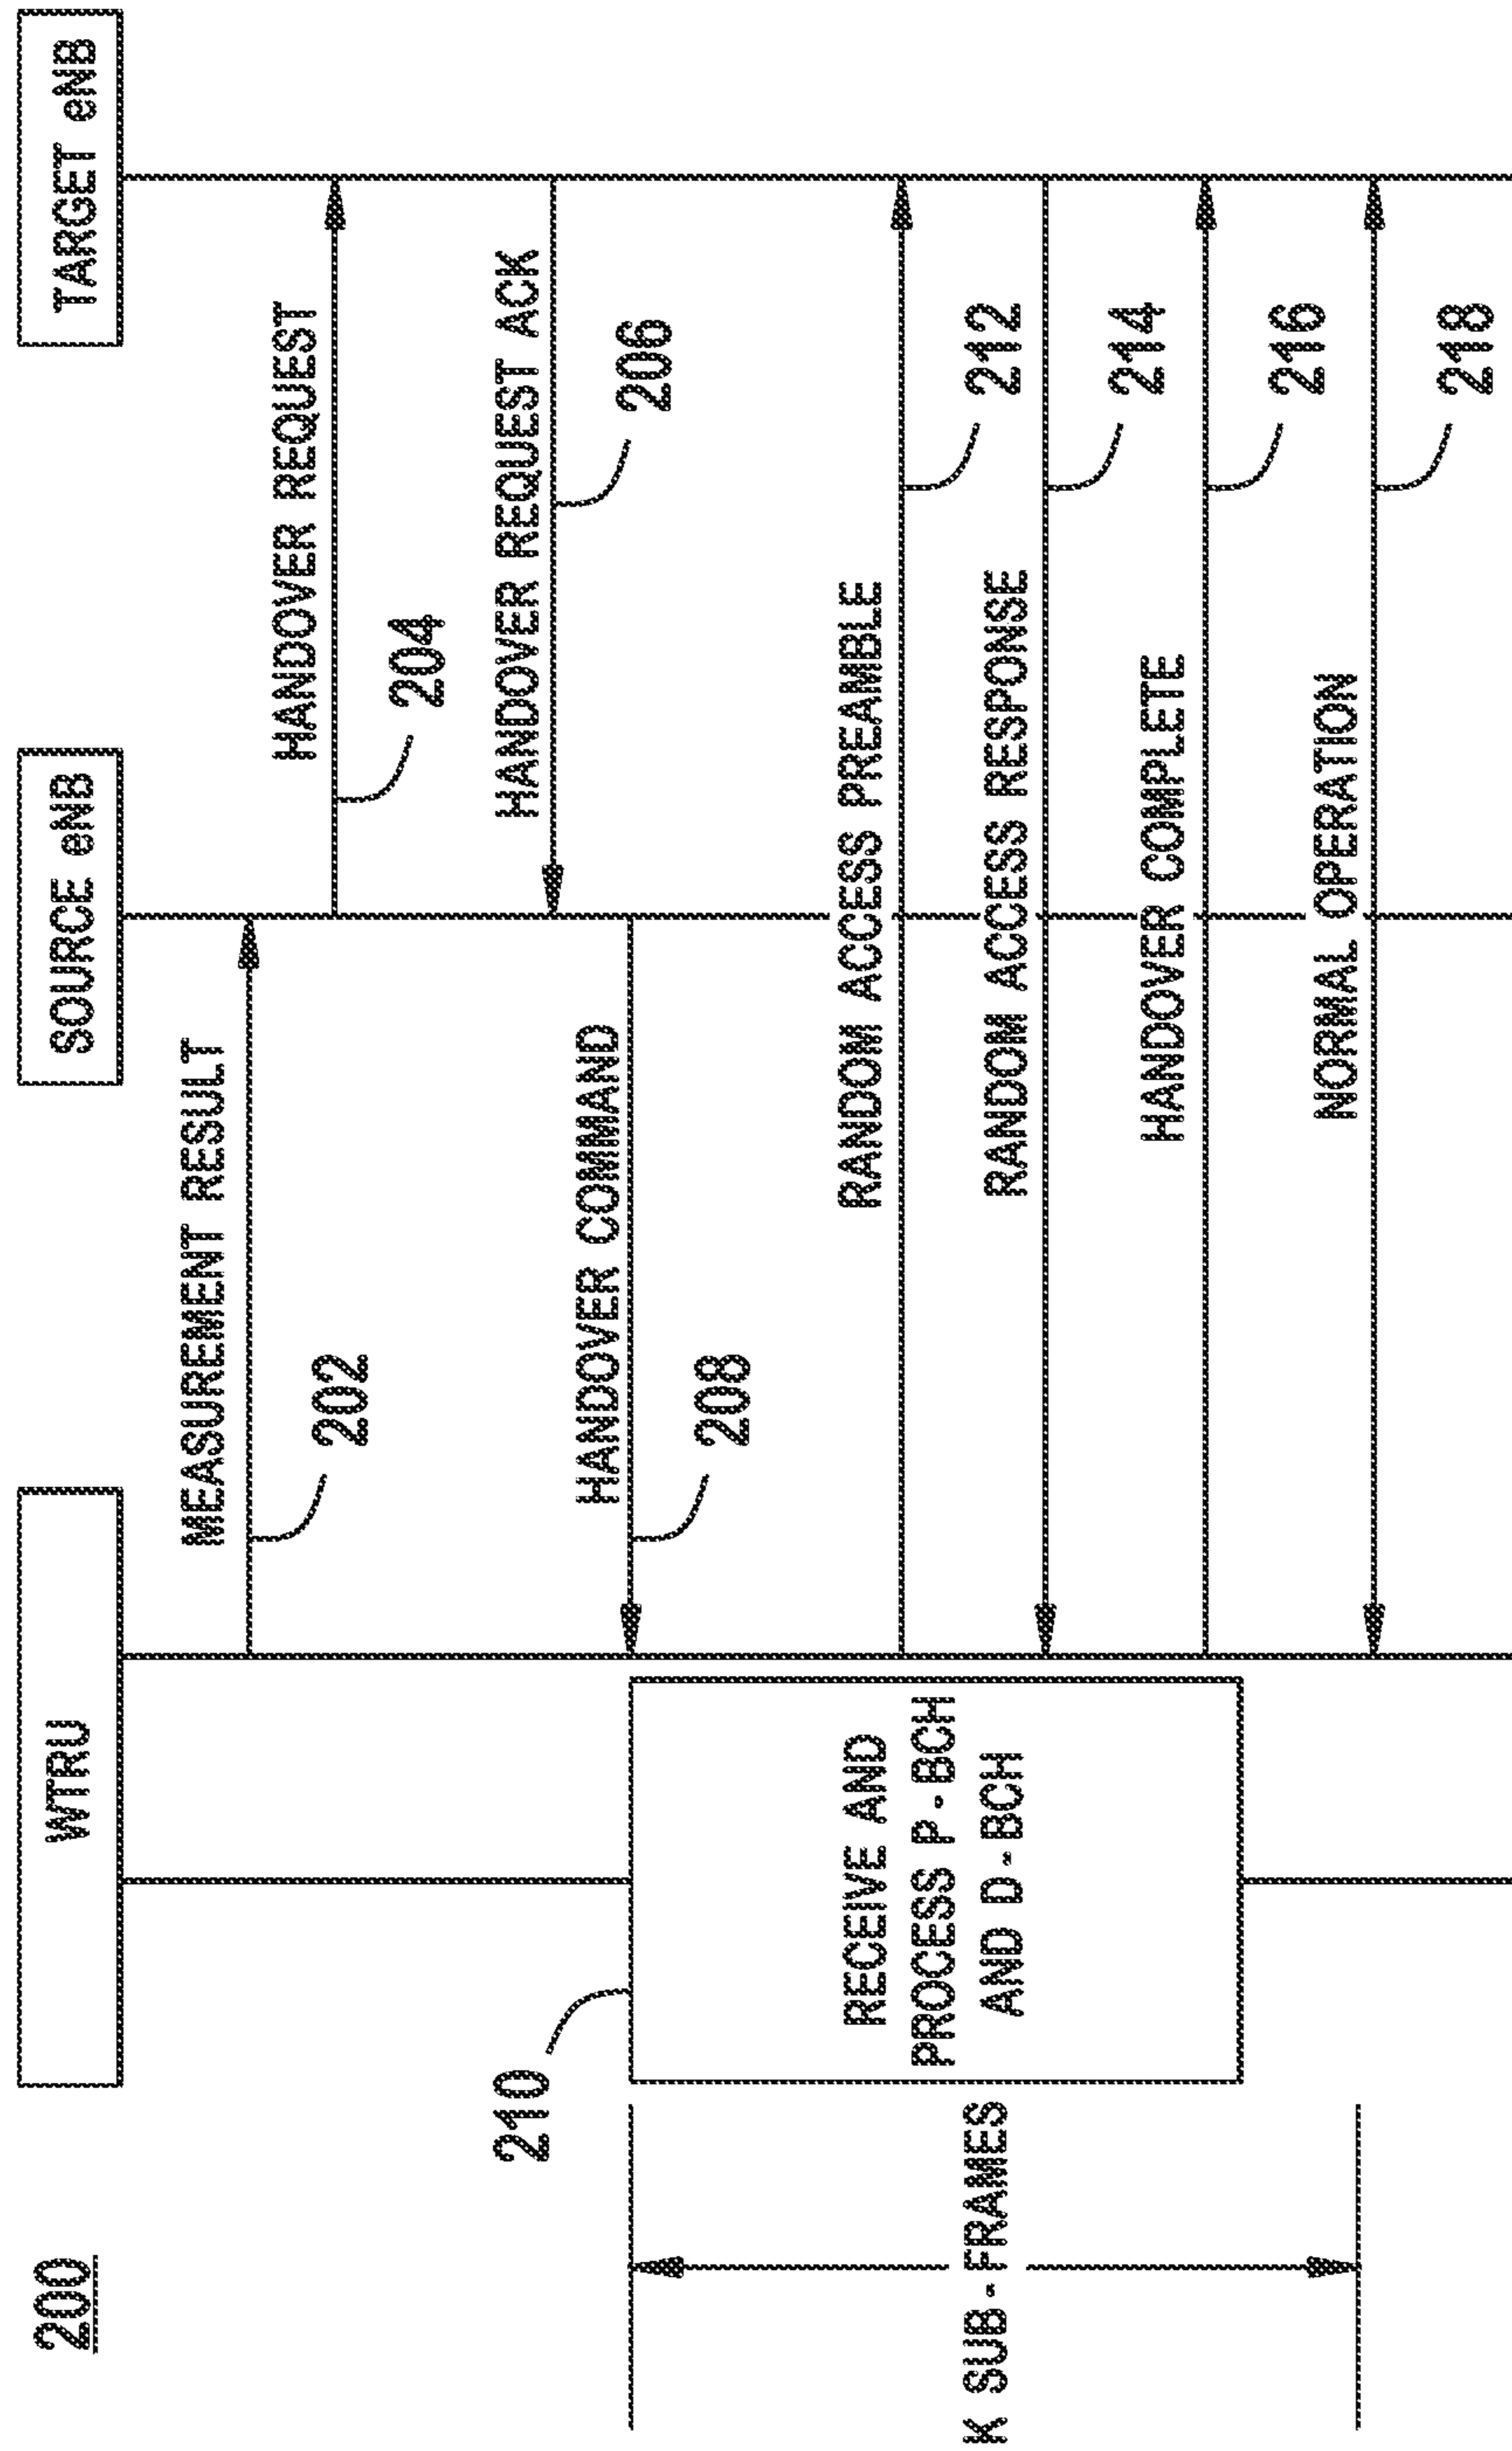 200
WTRU
SOURCE eNB
TARGET eNB
MEASUREMENT RESULT
202
HANDOVER REQUEST
204
HANDOVER REQUEST ACK
206
HANDOVER COMMAND
208
210
RECEIVE AND
PROCESS P-BCH
AND D-BCH
K SUB-FRAMES
RANDOM ACCESS PREAMBLE
212
RANDOM ACCESS RESPONSE
214
HANDOVER COMPLETE
216
NORMAL OPERATION
218